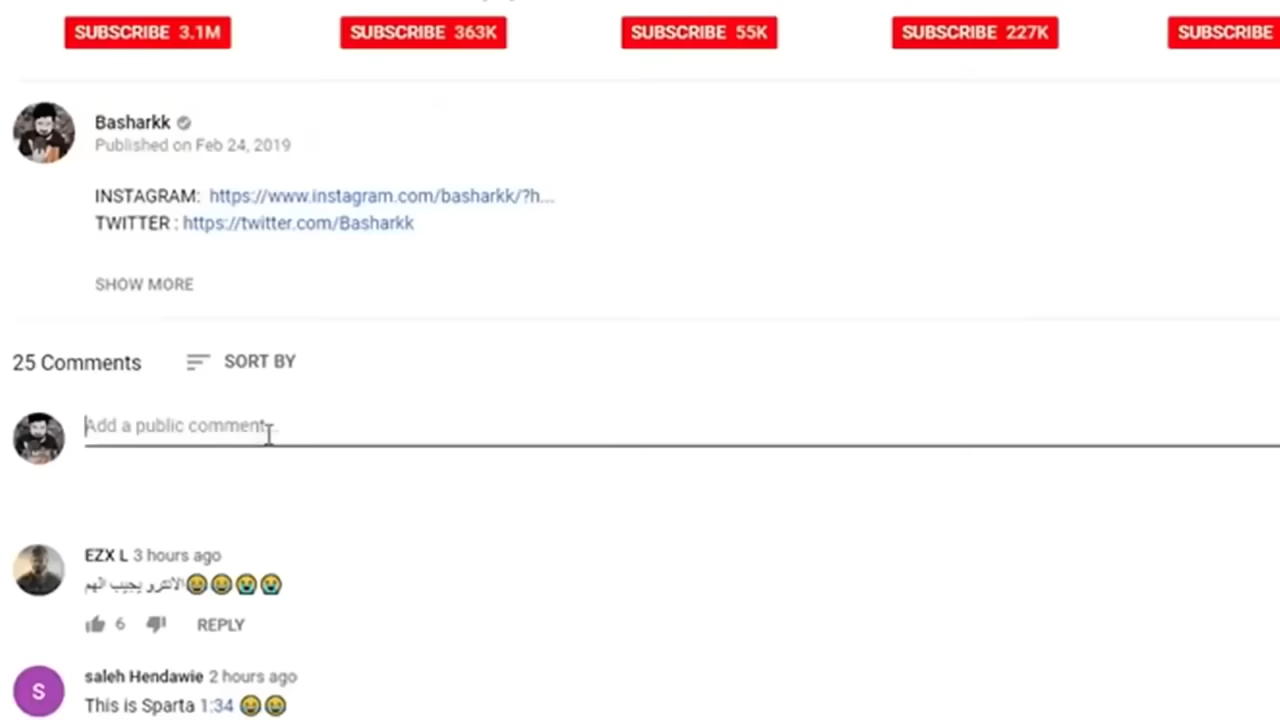 SUBSCRIBE 3.1M SUBSCRIBE 363K SUBSCRIBE 55K SUBSCRIBE 227K SUBSCRIBE
Basharkk
Published on Feb 24, 2019
INSTAGRAM: https://www.instagram.com/basharkk/?h...
TWITTER : https://twitter.com/Basharkk
SHOW MORE
25 Comments SORT BY
Add a public comment...
EZX L 3 hours ago
الانترو يجيب الهم😂😂😭😭
6 REPLY
S
saleh Hendawie 2 hours ago
This is Sparta 1:34 😂😂